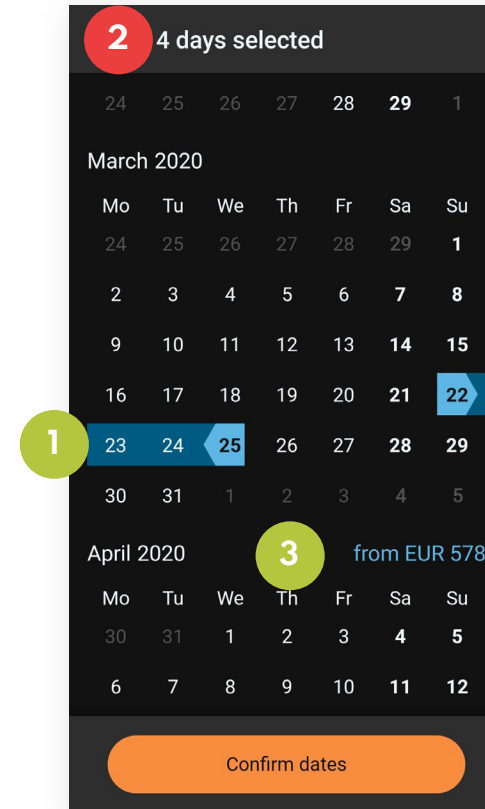 2 4 days selected
24 25 26 27 28 29 1
March 2020
Mo Tu We Th Fr Sa Su
24 25 26 27 28 29 1
2 3 4 5 6 7 8
9 10 11 12 13 14 15
16 17 18 19 20 21 22
1 23 24 25 26 27 28 29
30 31 1 2 3 4 5
April 2020 3 from EUR 578
Mo Tu We Th Fr Sa Su
30 31 1 2 3 4 5
6 7 8 9 10 11 12
Confirm dates